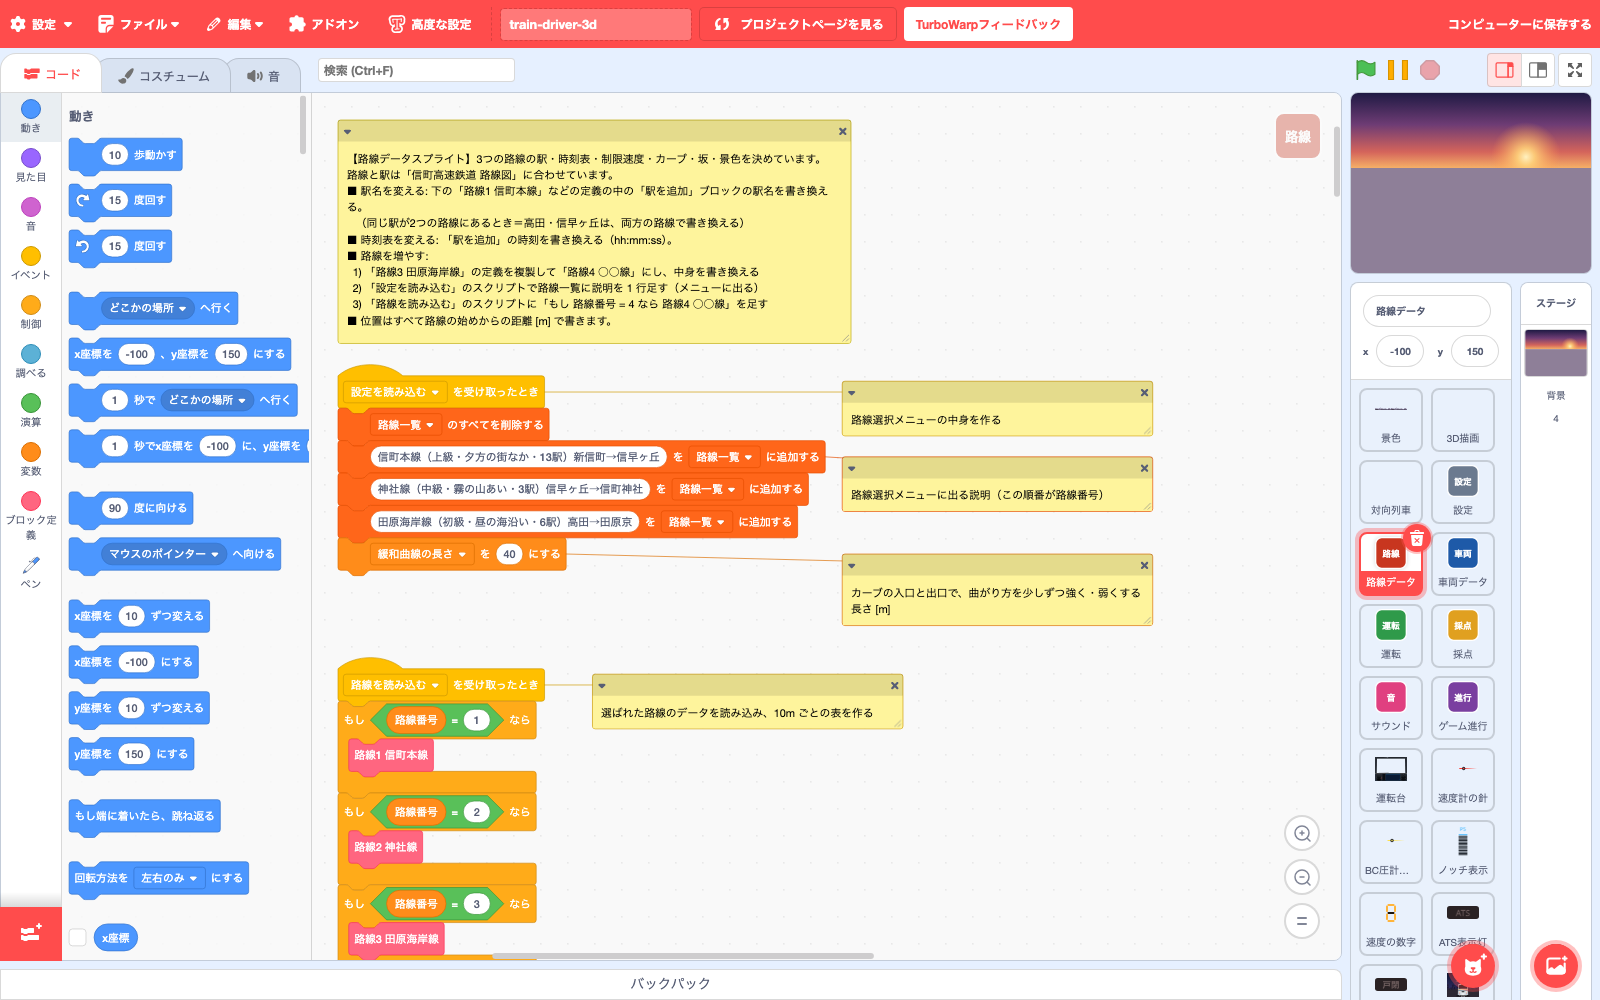 設定
ファイル
編集
アドオン
高度な設定
train-driver-3d
プロジェクトページを見る
TurboWarpフィードバック
コンピューターに保存する
コード
コスチューム
音
検索 (Ctrl+F)
動き
見た目
音
イベント
制御
調べる
演算
変数
ブロック定義
ペン
動き
10 歩動かす
15 度回す
15 度回す
どこかの場所 へ行く
x座標を -100 、y座標を 150 にする
1 秒で どこかの場所 へ行く
1 秒でx座標を -100 に、y座標を
90 度に向ける
マウスのポインター へ向ける
x座標を 10 ずつ変える
x座標を -100 にする
y座標を 10 ずつ変える
y座標を 150 にする
もし端に着いたら、跳ね返る
回転方法を 左右のみ にする
x座標
【路線データスプライト】3つの路線の駅・時刻表・制限速度・カーブ・坂・景色を決めています。
路線と駅は「信町高速鉄道 路線図」に合わせています。
■ 駅名を変える: 下の「路線1 信町本線」などの定義の中の「駅を追加」ブロックの駅名を書き換え
る。
（同じ駅が2つの路線にあるとき＝高田・信早ヶ丘は、両方の路線で書き換える）
■ 時刻表を変える: 「駅を追加」の時刻を書き換える（hh:mm:ss）。
■ 路線を増やす:
1) 「路線3 田原海岸線」の定義を複製して「路線4 〇〇線」にし、中身を書き換える
2) 「設定を読み込む」のスクリプトで路線一覧に説明を 1 行足す（メニューに出る）
3) 「路線を読み込む」のスクリプトに「もし 路線番号 = 4 なら 路線4 〇〇線」を足す
■ 位置はすべて路線の始めからの距離 [m] で書きます。
設定を読み込む を受け取ったとき
路線一覧 のすべてを削除する
信町本線（上級・夕方の街なか・13駅）新信町→信早ヶ丘 を 路線一覧 に追加する
神社線（中級・霧の山あい・3駅）信早ヶ丘→信町神社 を 路線一覧 に追加する
田原海岸線（初級・昼の海沿い・6駅）高田→田原京 を 路線一覧 に追加する
緩和曲線の長さ を 40 にする
路線選択メニューの中身を作る
路線選択メニューに出る説明（この順番が路線番号）
カーブの入口と出口で、曲がり方を少しずつ強く・弱くする
長さ [m]
路線を読み込む を受け取ったとき
もし 路線番号 = 1 なら
路線1 信町本線
もし 路線番号 = 2 なら
路線2 神社線
もし 路線番号 = 3 なら
路線3 田原海岸線
選ばれた路線のデータを読み込み、10m ごとの表を作る
路線
バックパック
路線データ
x -100 y 150
景色
3D描画
対向列車
設定
設定
路線
路線データ
車両
車両データ
運転
運転
採点
採点
音
サウンド
進行
ゲーム進行
運転台
速度計の針
BC圧計...
ノッチ表示
速度の数字
ATS
ATS表示灯
戸閉
ステージ
背景
4